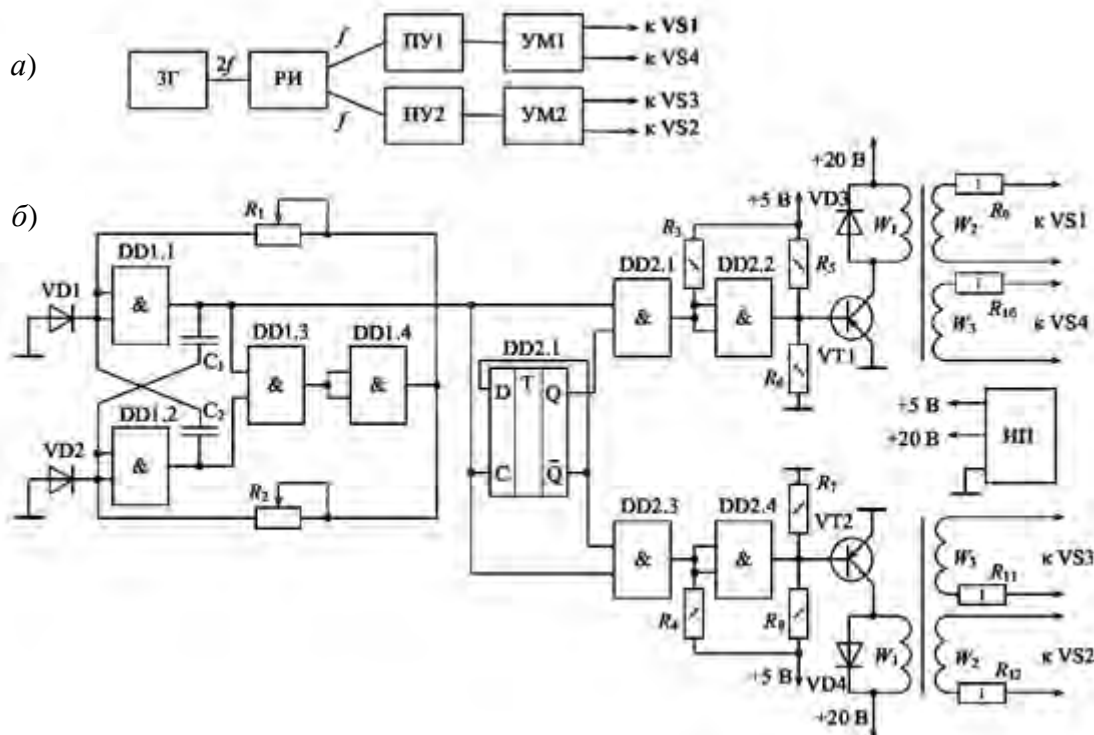 а)
ЗГ
2f
РИ
f
f
ПУ1
ПУ2
УМ1
УМ2
к VS1
к VS4
к VS3
к VS2
б)
R1
DD1.1
&
VD1
C1
C2
DD1.3
&
DD1.4
&
DD1.2
&
VD2
R2
DD2.1
D
T
Q
C
Q̄
DD2.1
&
R3
DD2.2
&
+5 В
R5
R6
VD3
+20 В
W1
VT1
W2
к VS1
W3
R10
к VS4
+5 В
+20 В
ИП
DD2.3
&
DD2.4
&
R4
R7
VT2
+5 В
VD4
W1
+20 В
W3
R11
к VS3
W2
R12
к VS2